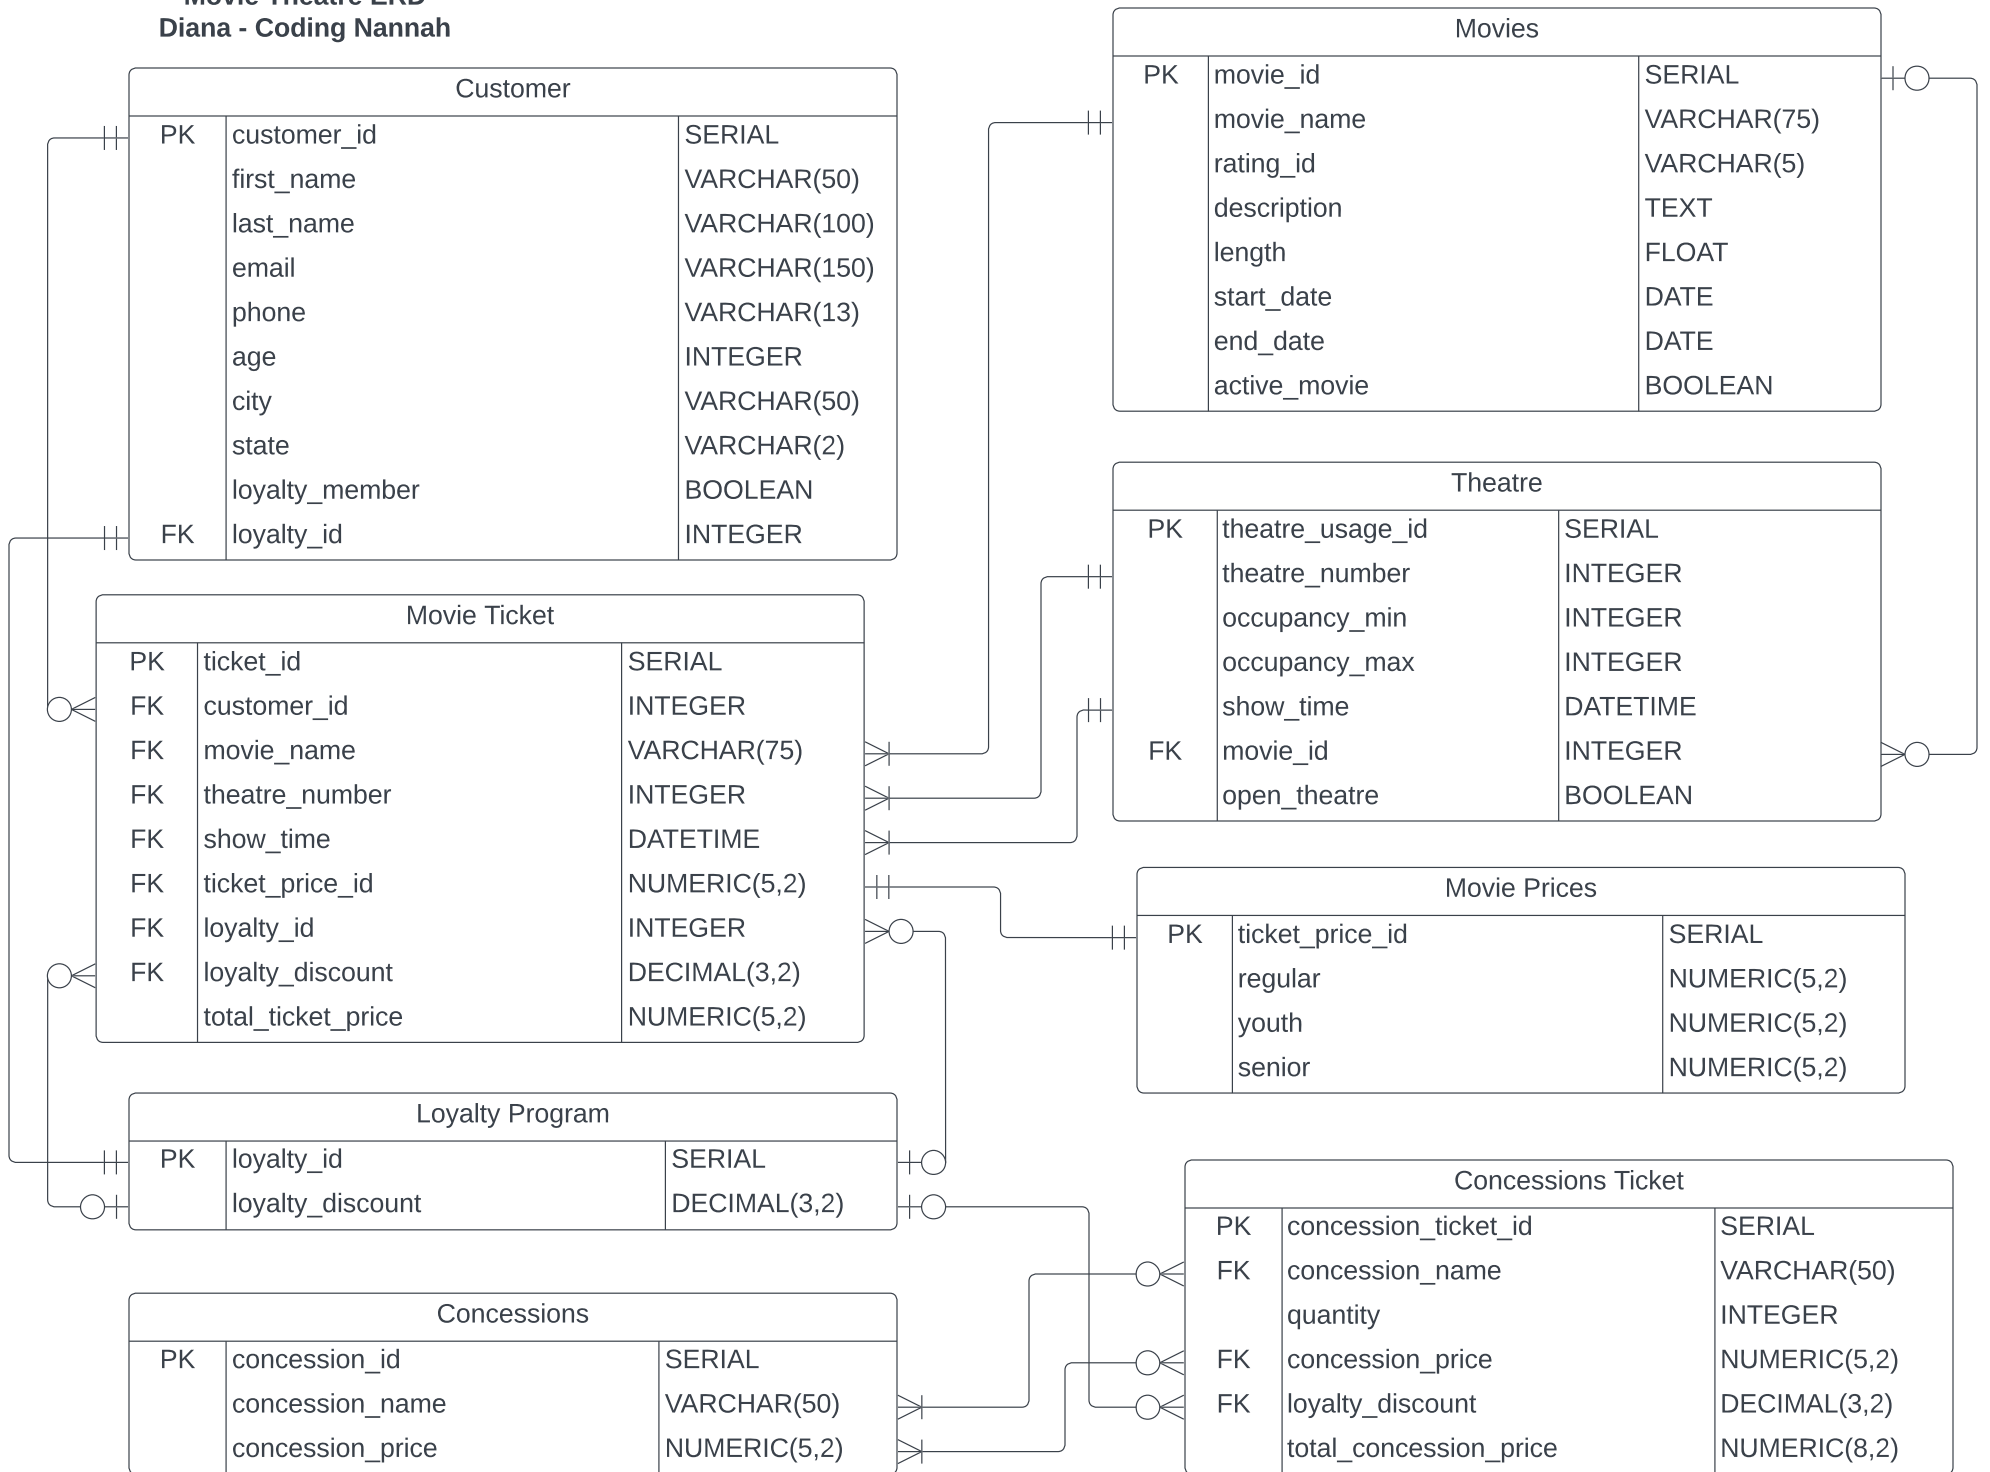 Movie Theatre ERD
Diana - Coding Nannah
Customer
PK customer_id SERIAL
first_name VARCHAR(50)
last_name VARCHAR(100)
email VARCHAR(150)
phone VARCHAR(13)
age INTEGER
city VARCHAR(50)
state VARCHAR(2)
loyalty_member BOOLEAN
FK loyalty_id INTEGER
Movie Ticket
PK ticket_id SERIAL
FK customer_id INTEGER
FK movie_name VARCHAR(75)
FK theatre_number INTEGER
FK show_time DATETIME
FK ticket_price_id NUMERIC(5,2)
FK loyalty_id INTEGER
FK loyalty_discount DECIMAL(3,2)
total_ticket_price NUMERIC(5,2)
Loyalty Program
PK loyalty_id SERIAL
loyalty_discount DECIMAL(3,2)
Concessions
PK concession_id SERIAL
concession_name VARCHAR(50)
concession_price NUMERIC(5,2)
Movies
PK movie_id SERIAL
movie_name VARCHAR(75)
rating_id VARCHAR(5)
description TEXT
length FLOAT
start_date DATE
end_date DATE
active_movie BOOLEAN
Theatre
PK theatre_usage_id SERIAL
theatre_number INTEGER
occupancy_min INTEGER
occupancy_max INTEGER
show_time DATETIME
FK movie_id INTEGER
open_theatre BOOLEAN
Movie Prices
PK ticket_price_id SERIAL
regular NUMERIC(5,2)
youth NUMERIC(5,2)
senior NUMERIC(5,2)
Concessions Ticket
PK concession_ticket_id SERIAL
FK concession_name VARCHAR(50)
quantity INTEGER
FK concession_price NUMERIC(5,2)
FK loyalty_discount DECIMAL(3,2)
total_concession_price NUMERIC(8,2)